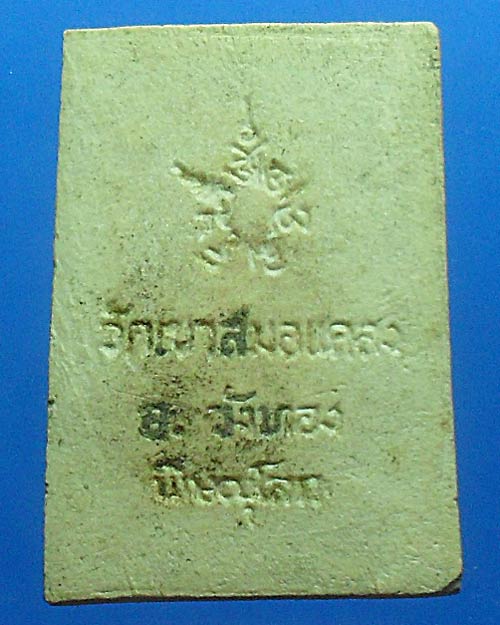 วัดเขาสมอแคลง
อ. วังทอง
พิษณุโลก